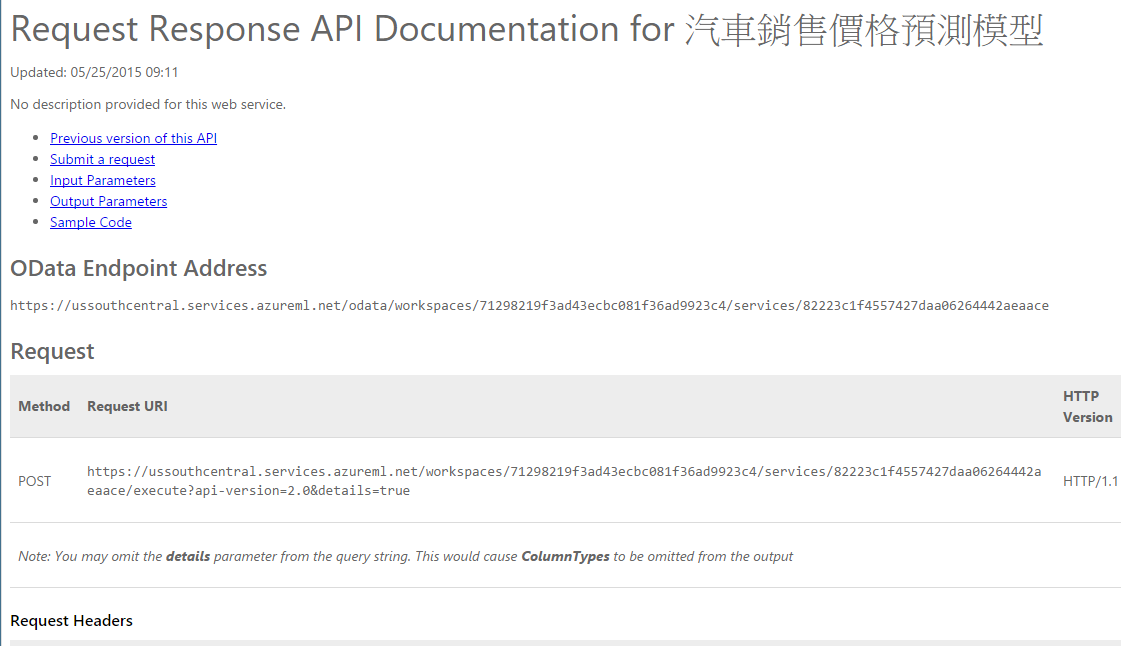 Request Response API Documentation for 汽車銷售價格預測模型
Updated: 05/25/2015 09:11
No description provided for this web service.
Previous version of this API
Submit a request
Input Parameters
Output Parameters
Sample Code
OData Endpoint Address
https://ussouthcentral.services.azureml.net/odata/workspaces/71298219f3ad43ecbc081f36ad9923c4/services/82223c1f4557427daa06264442aeaace
Request
Method Request URI HTTP
Version
POST https://ussouthcentral.services.azureml.net/workspaces/71298219f3ad43ecbc081f36ad9923c4/services/82223c1f4557427daa06264442a
eaace/execute?api-version=2.0&details=true HTTP/1.1
Note: You may omit the details parameter from the query string. This would cause ColumnTypes to be omitted from the output
Request Headers